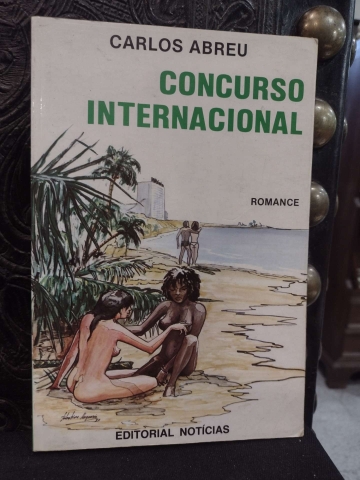 CARLOS ABREU
CONCURSO
INTERNACIONAL
ROMANCE
EDITORIAL NOTÍCIAS